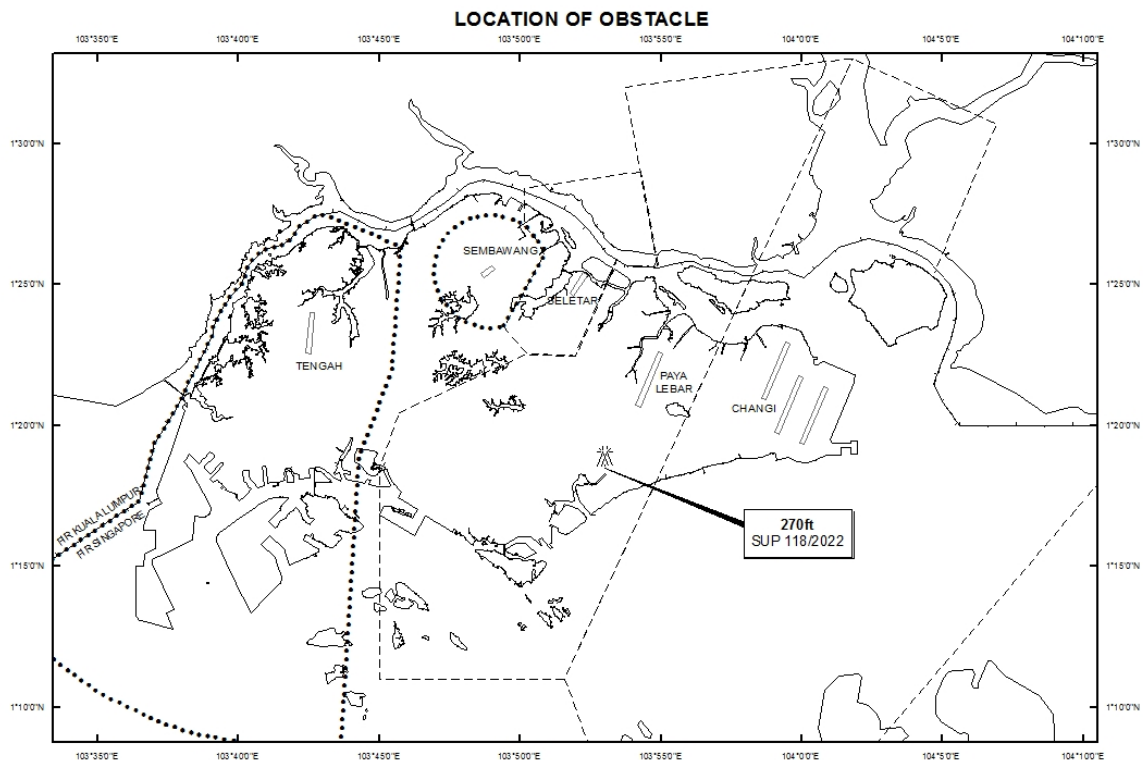 LOCATION OF OBSTACLE
103°35'0"E 103°40'0"E 103°45'0"E 103°50'0"E 103°55'0"E 104°0'0"E 104°5'0"E 104°10'0"E
1°30'0"N 1°30'0"N
SEMBAWANG
1°25'0"N 1°25'0"N
SELETAR
TENGAH
PAYA
LEBAR
CHANGI
1°20'0"N 1°20'0"N
FIR KUALA LUMPUR
FIR SINGAPORE
270ft
SUP 118/2022
1°15'0"N 1°15'0"N
1°10'0"N 1°10'0"N
103°35'0"E 103°40'0"E 103°45'0"E 103°50'0"E 103°55'0"E 104°0'0"E 104°5'0"E 104°10'0"E